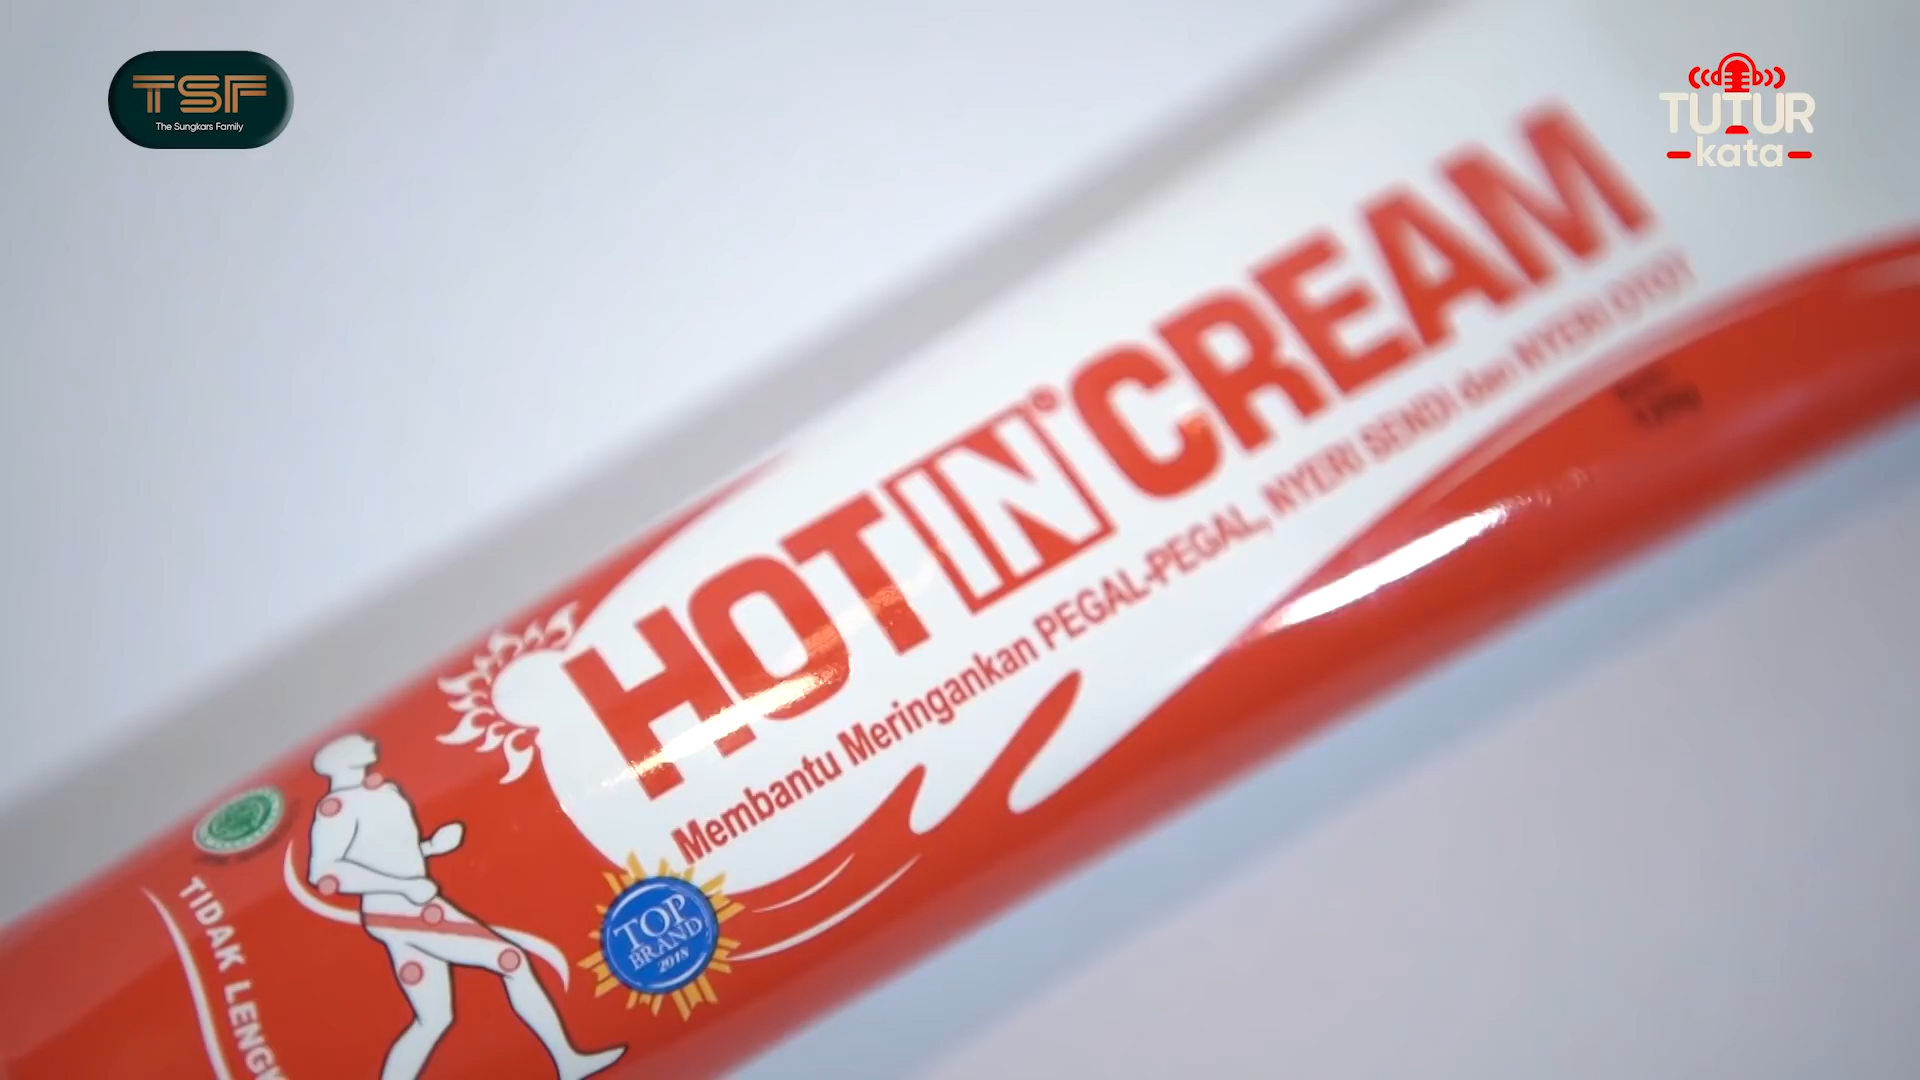 TSF
The Sungkars Family
TUTUR
kata
HOT IN® CREAM
Membantu Meringankan PEGAL-PEGAL, NYERI SENDI dan NYERI OTOT
TOP
BRAND
2018
TIDAK LENGK